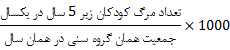 تعداد مرگ کودکان زیر 5 سال در یکسال
جمعیت همان گروه سنی در همان سال
× 1000